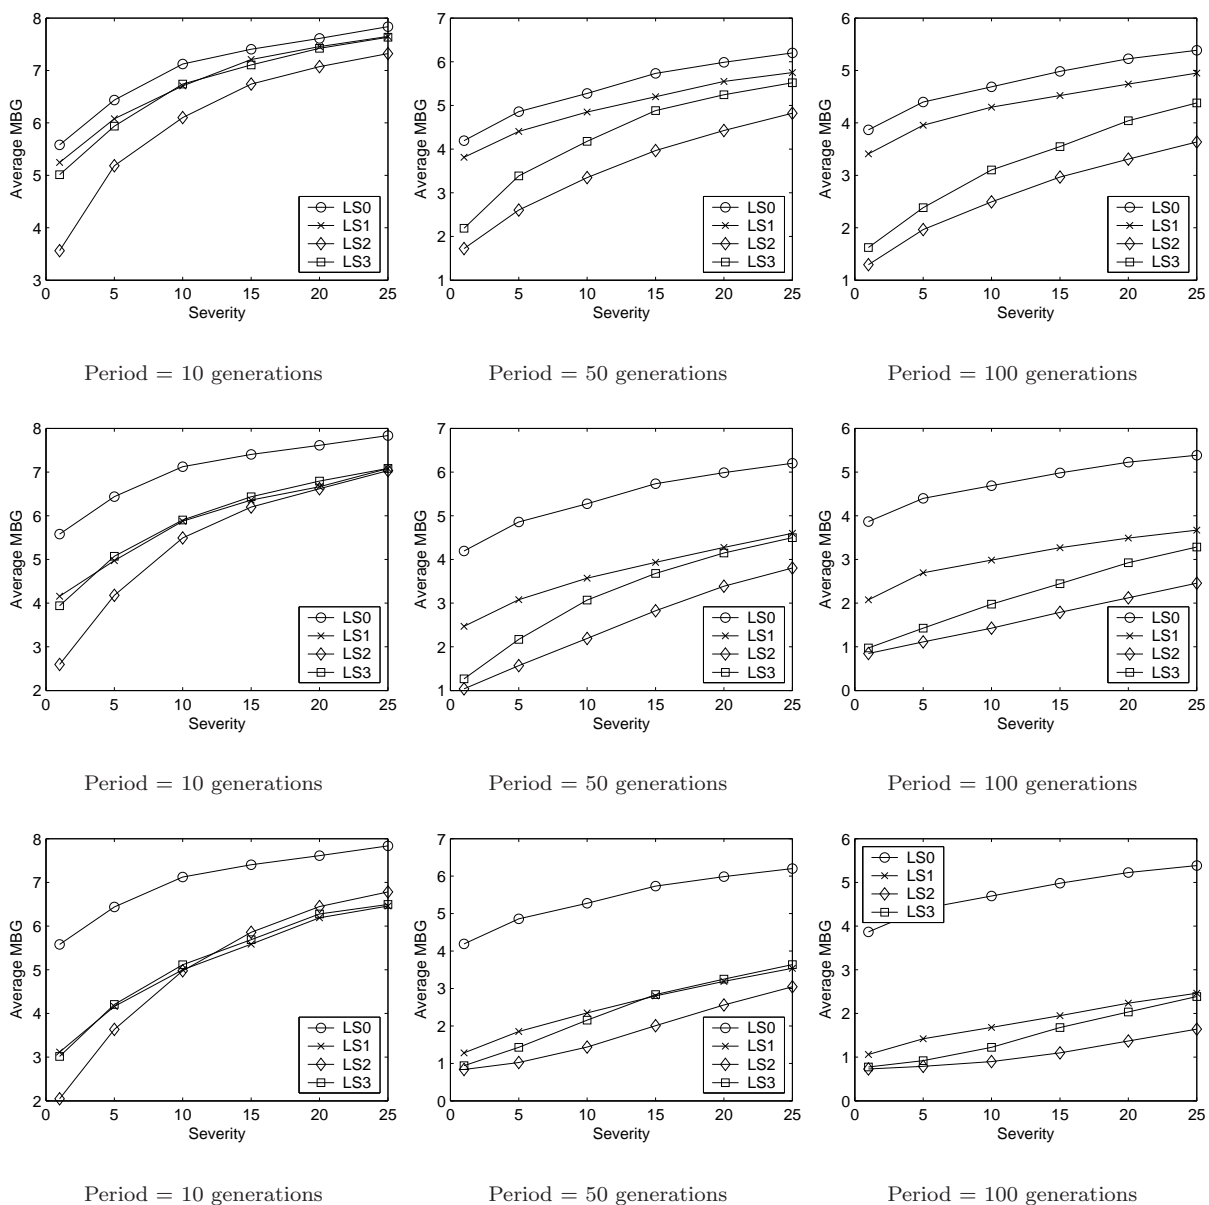 8
7
6
5
4
3
Average MBG
LS0
LS1
LS2
LS3
0 5 10 15 20 25
Severity
7
6
5
4
3
2
1
Average MBG
LS0
LS1
LS2
LS3
0 5 10 15 20 25
Severity
6
5
4
3
2
1
Average MBG
LS0
LS1
LS2
LS3
0 5 10 15 20 25
Severity
Period = 10 generations
Period = 50 generations
Period = 100 generations
8
7
6
5
4
3
2
Average MBG
LS0
LS1
LS2
LS3
0 5 10 15 20 25
Severity
7
6
5
4
3
2
1
Average MBG
LS0
LS1
LS2
LS3
0 5 10 15 20 25
Severity
6
5
4
3
2
1
0
Average MBG
LS0
LS1
LS2
LS3
0 5 10 15 20 25
Severity
Period = 10 generations
Period = 50 generations
Period = 100 generations
8
7
6
5
4
3
2
Average MBG
LS0
LS1
LS2
LS3
0 5 10 15 20 25
Severity
7
6
5
4
3
2
1
0
Average MBG
LS0
LS1
LS2
LS3
0 5 10 15 20 25
Severity
6
5
4
3
2
1
0
Average MBG
LS0
LS1
LS2
LS3
0 5 10 15 20 25
Severity
Period = 10 generations
Period = 50 generations
Period = 100 generations